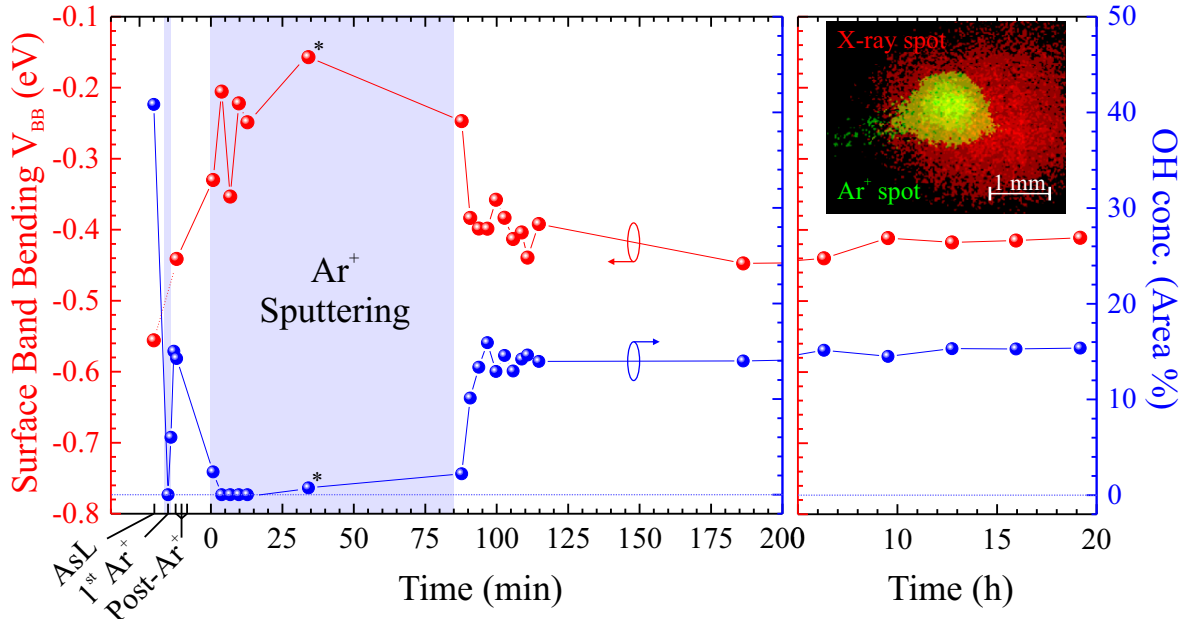 Surface Band Bending V_BB (eV)
-0.1
-0.2
-0.3
-0.4
-0.5
-0.6
-0.7
-0.8
*
Ar⁺
Sputtering
*
AsL
1ˢᵗ Ar⁺
Post-Ar⁺
0 25 50 75 100 125 150 175 200
Time (min)
X-ray spot
Ar⁺ spot
1 mm
5 10 15 20
Time (h)
50
40
30
20
10
0
OH conc. (Area %)